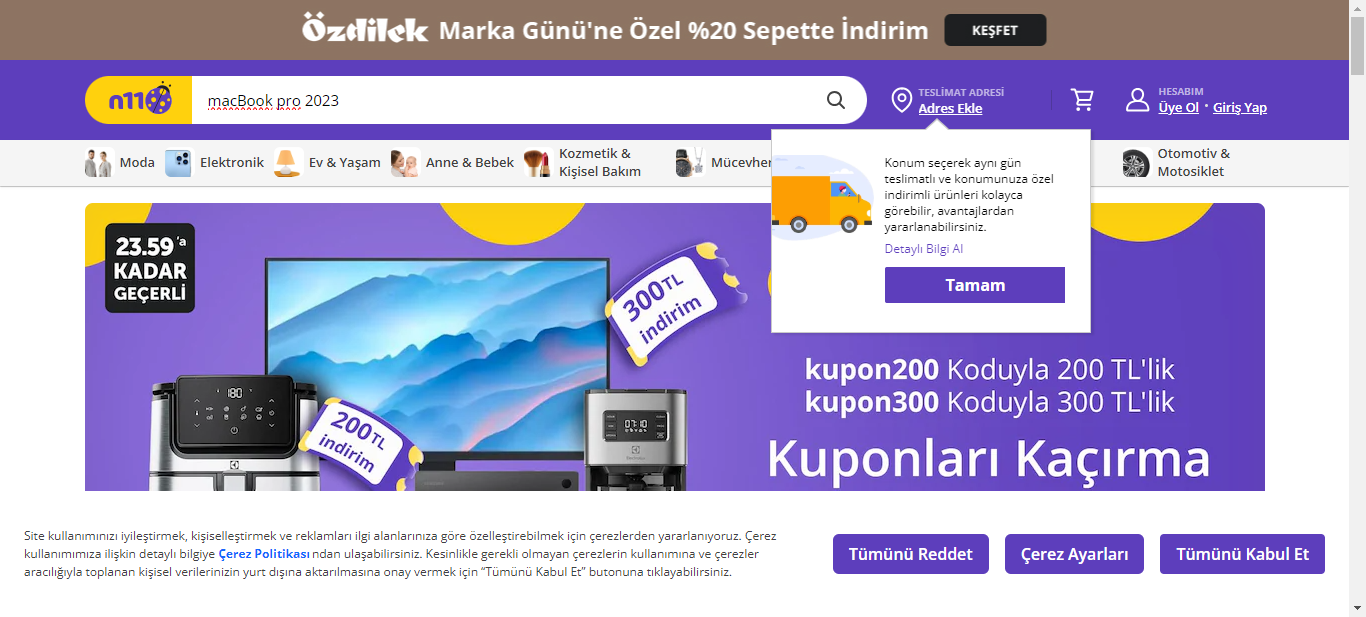 Özdilek Marka Günü'ne Özel %20 Sepette İndirim KEŞFET
n11
macBook pro 2023
TESLİMAT ADRESİ
Adres Ekle
HESABIM
Üye Ol · Giriş Yap
Moda
Elektronik
Ev & Yaşam
Anne & Bebek
Kozmetik &
Kişisel Bakım
Mücevher
Otomotiv &
Motosiklet
Konum seçerek aynı gün
teslimatlı ve konumunuza özel
indirimli ürünleri kolayca
görebilir, avantajlardan
yararlanabilirsiniz.
Detaylı Bilgi Al
Tamam
23.59'a
KADAR
GEÇERLİ
300TL
indirim
200TL
indirim
180
07:10
kupon200 Koduyla 200 TL'lik
kupon300 Koduyla 300 TL'lik
Kuponları Kaçırma
Site kullanımınızı iyileştirmek, kişiselleştirmek ve reklamları ilgi alanlarınıza göre özelleştirebilmek için çerezlerden yararlanıyoruz. Çerez
kullanımımıza ilişkin detaylı bilgiye Çerez Politikası ndan ulaşabilirsiniz. Kesinlikle gerekli olmayan çerezlerin kullanımına ve çerezler
aracılığıyla toplanan kişisel verilerinizin yurt dışına aktarılmasına onay vermek için “Tümünü Kabul Et” butonuna tıklayabilirsiniz.
Tümünü Reddet
Çerez Ayarları
Tümünü Kabul Et